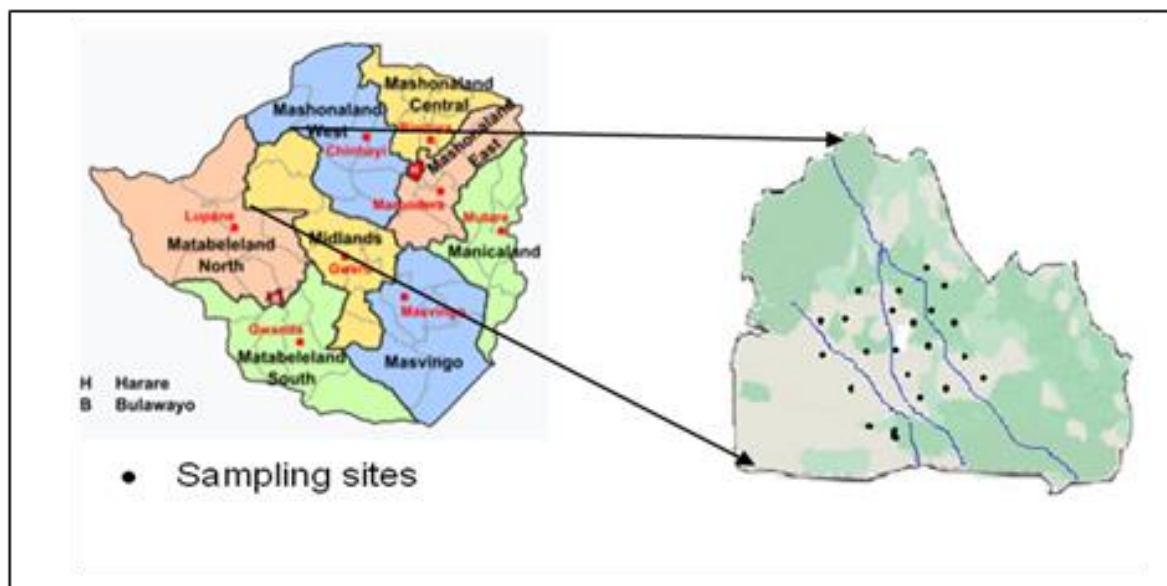 Mashonaland
Central
Mashonaland
West
Bindura
Chinhoyi
Mashonaland
East
H
Marondera
Lupane
Matabeleland
North
Midlands
Gweru
Mutare
Manicaland
B
Masvingo
Gwanda
Matabeleland
South
Masvingo
H Harare
B Bulawayo
Sampling sites